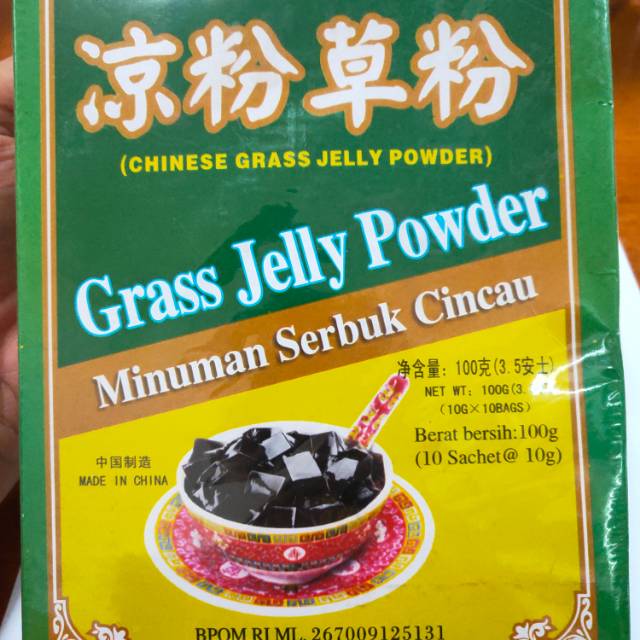 凉粉草粉
(CHINESE GRASS JELLY POWDER)
Grass Jelly Powder
Minuman Serbuk Cincau
净含量: 100克(3.5安士)
NET WT: 100G(3.
(10G×10BAGS)
Berat bersih:100g
(10 Sachet@ 10g)
中国制造
MADE IN CHINA
BPOM RI ML. 267009125131